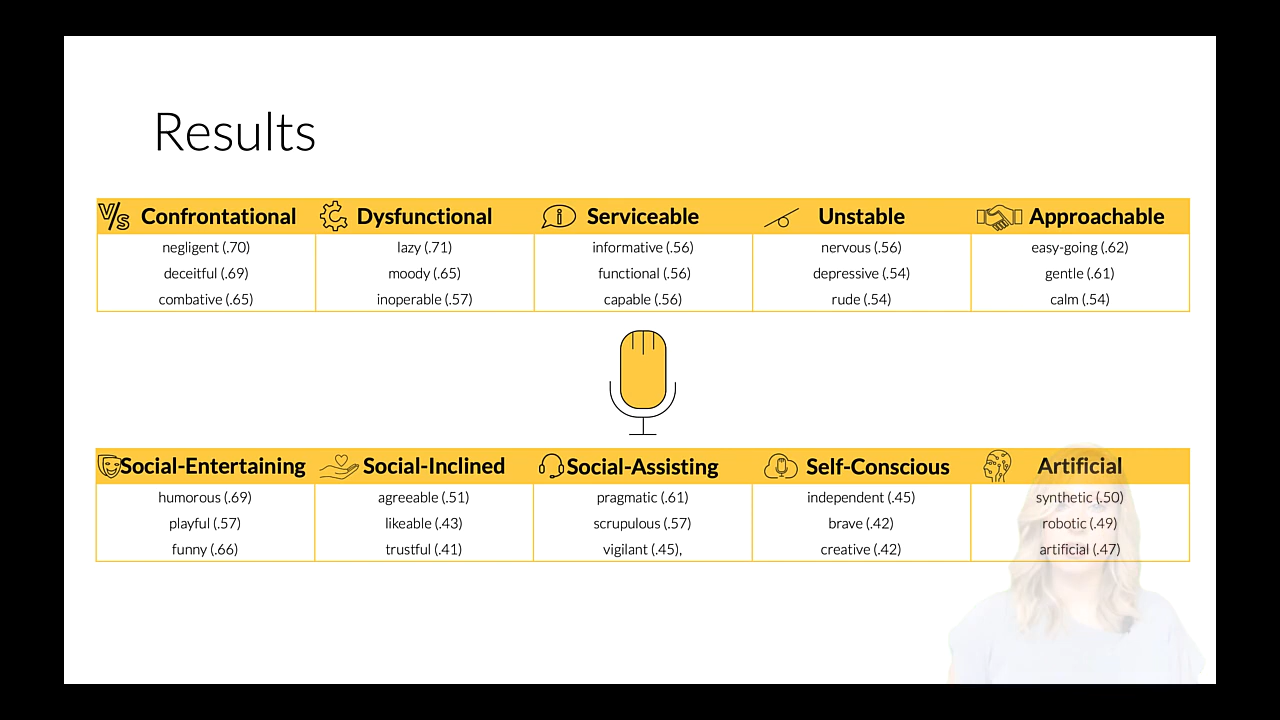 Results
V/S Confrontational Dysfunctional Serviceable Unstable Approachable
negligent (.70) lazy (.71) informative (.56) nervous (.56) easy-going (.62)
deceitful (.69) moody (.65) functional (.56) depressive (.54) gentle (.61)
combative (.65) inoperable (.57) capable (.56) rude (.54) calm (.54)
Social-Entertaining Social-Inclined Social-Assisting Self-Conscious Artificial
humorous (.69) agreeable (.51) pragmatic (.61) independent (.45) synthetic (.50)
playful (.57) likeable (.43) scrupulous (.57) brave (.42) robotic (.49)
funny (.66) trustful (.41) vigilant (.45), creative (.42) artificial (.47)